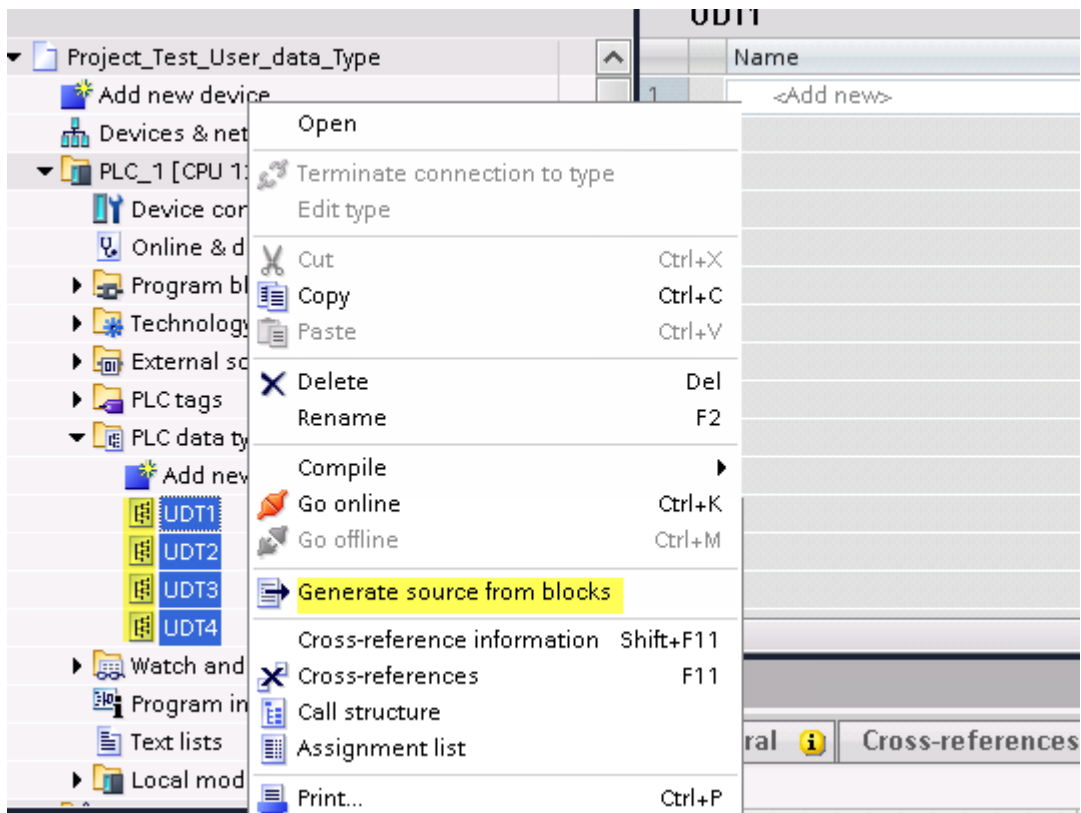 UDT1
Project_Test_User_data_Type
Name
Add new device
1
<Add new>
Devices & net
PLC_1 [CPU 1
Device con
Online & d
Program bl
Technology
External so
PLC tags
PLC data ty
Add new
UDT1
UDT2
UDT3
UDT4
Watch and
Program in
Text lists
Local mod
Open
Terminate connection to type
Edit type
Cut Ctrl+X
Copy Ctrl+C
Paste Ctrl+V
Delete Del
Rename F2
Compile
Go online Ctrl+K
Go offline Ctrl+M
Generate source from blocks
Cross-reference information Shift+F11
Cross-references F11
Call structure
Assignment list
Print... Ctrl+P
ral
Cross-references